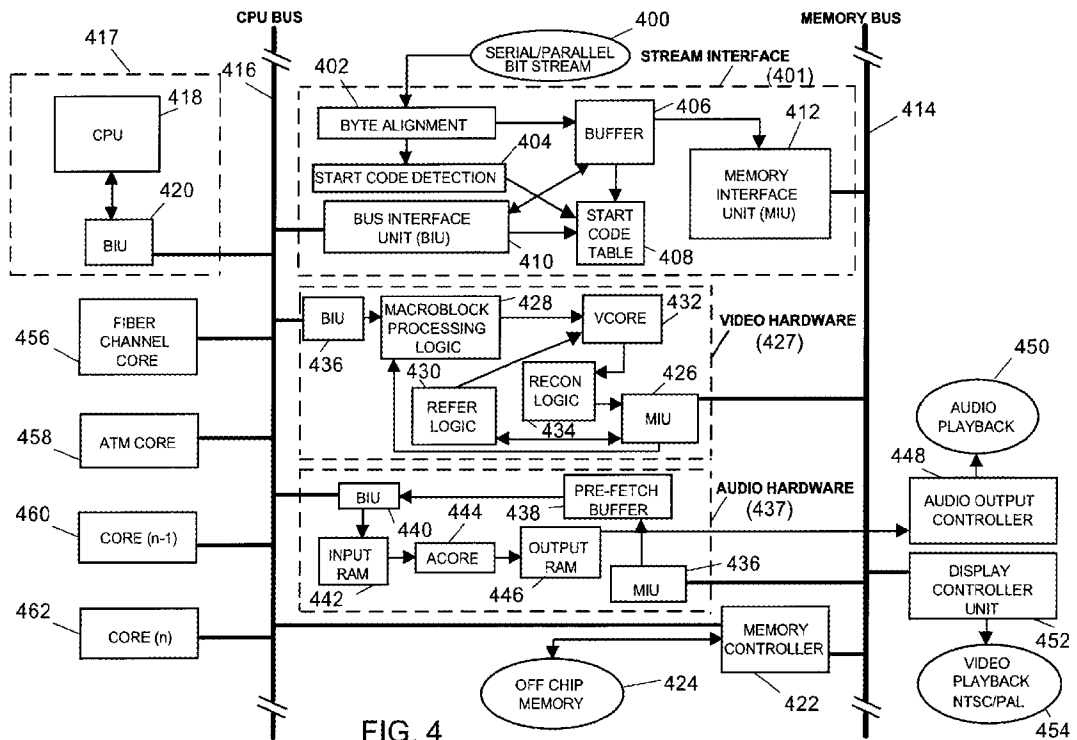 CPU BUS
MEMORY BUS
400
SERIAL/PARALLEL
BIT STREAM
STREAM INTERFACE
(401)
417
416
418
CPU
420
BIU
402
BYTE ALIGNMENT
404
START CODE DETECTION
BUS INTERFACE
UNIT (BIU)
410
406
BUFFER
START
CODE
TABLE
408
412
MEMORY
INTERFACE
UNIT (MIU)
414
456
FIBER
CHANNEL
CORE
458
ATM CORE
460
CORE (n-1)
462
CORE (n)
BIU
436
MACROBLOCK
PROCESSING
LOGIC
428
VCORE
432
430
REFER
LOGIC
RECON
LOGIC
434
426
MIU
VIDEO HARDWARE
(427)
BIU
440
438
PRE-FETCH
BUFFER
AUDIO HARDWARE
(437)
INPUT
RAM
442
444
ACORE
OUTPUT
RAM
446
436
MIU
450
AUDIO
PLAYBACK
448
AUDIO OUTPUT
CONTROLLER
DISPLAY
CONTROLLER
UNIT
452
VIDEO
PLAYBACK
NTSC/PAL
454
MEMORY
CONTROLLER
422
OFF CHIP
MEMORY
424
FIG. 4